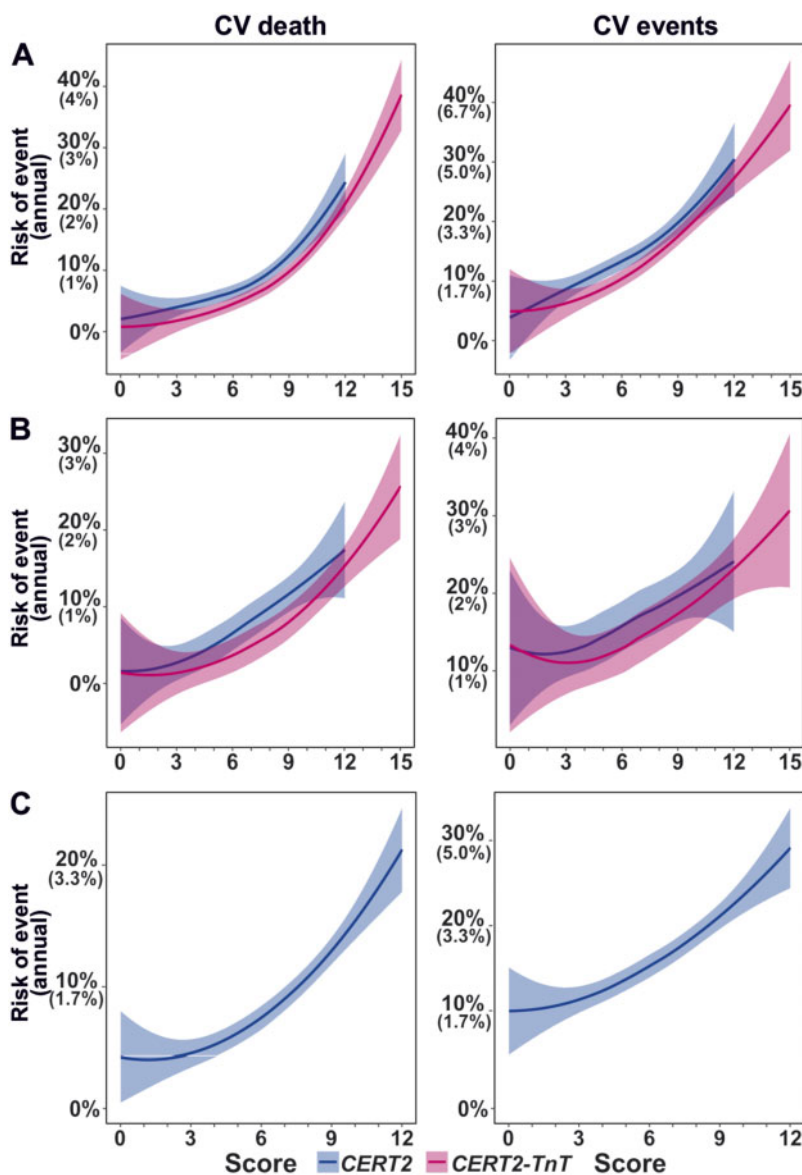 CV death
CV events
A
Risk of event
(annual)
40%
(4%)
30%
(3%)
20%
(2%)
10%
(1%)
0%
0 3 6 9 12 15
40%
(6.7%)
30%
(5.0%)
20%
(3.3%)
10%
(1.7%)
0%
0 3 6 9 12 15
B
Risk of event
(annual)
30%
(3%)
20%
(2%)
10%
(1%)
0%
0 3 6 9 12 15
40%
(4%)
30%
(3%)
20%
(2%)
10%
(1%)
0 3 6 9 12 15
C
Risk of event
(annual)
20%
(3.3%)
10%
(1.7%)
0%
0 3 6 9 12
30%
(5.0%)
20%
(3.3%)
10%
(1.7%)
0%
0 3 6 9 12
Score CERT2 CERT2-TnT Score